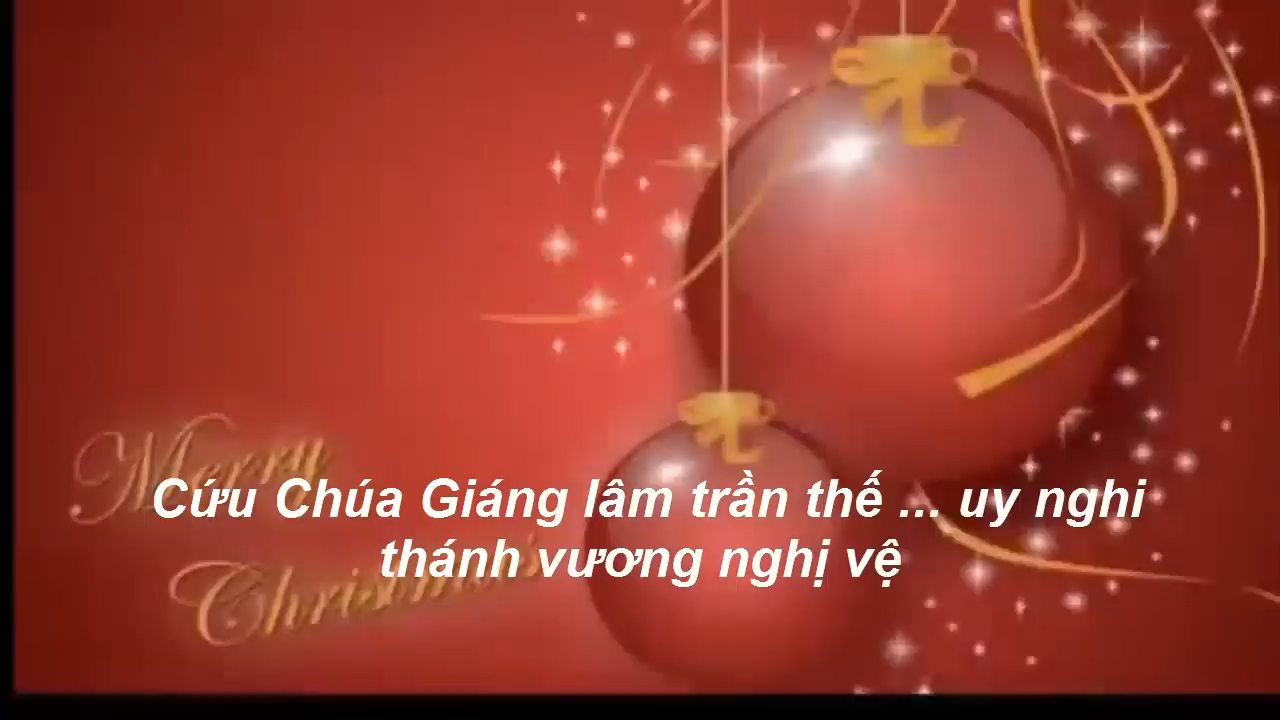 Merry
Cứu Chúa Giáng lâm trần thế ... uy nghi
thánh vương nghị vệ
Christmas